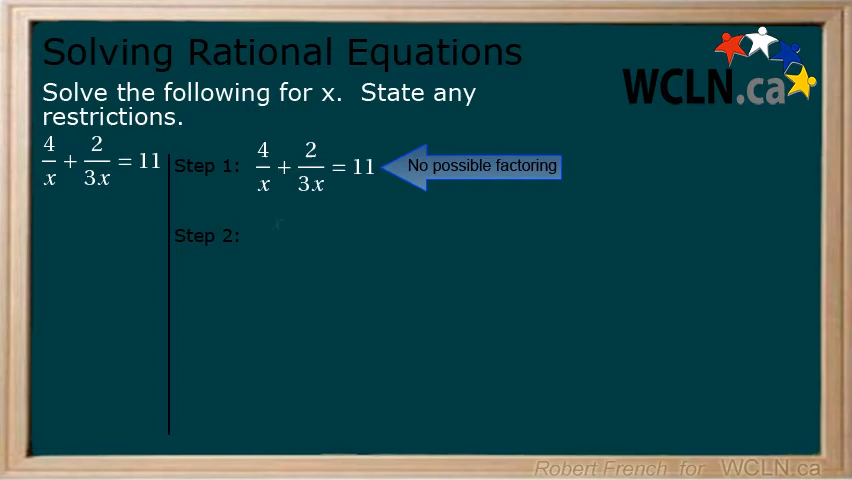 Solving Rational Equations
WCLN.ca
Solve the following for x. State any
restrictions.
4/x + 2/3x = 11
Step 1: 4/x + 2/3x = 11 No possible factoring
Step 2: x
Robert French for WCLN.ca